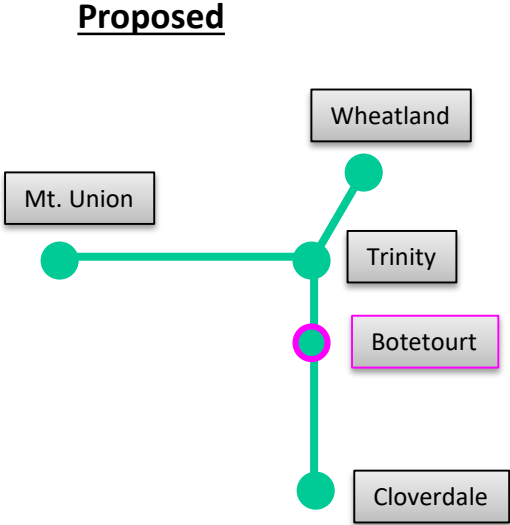 Proposed
Wheatland
Mt. Union
Trinity
Botetourt
Cloverdale